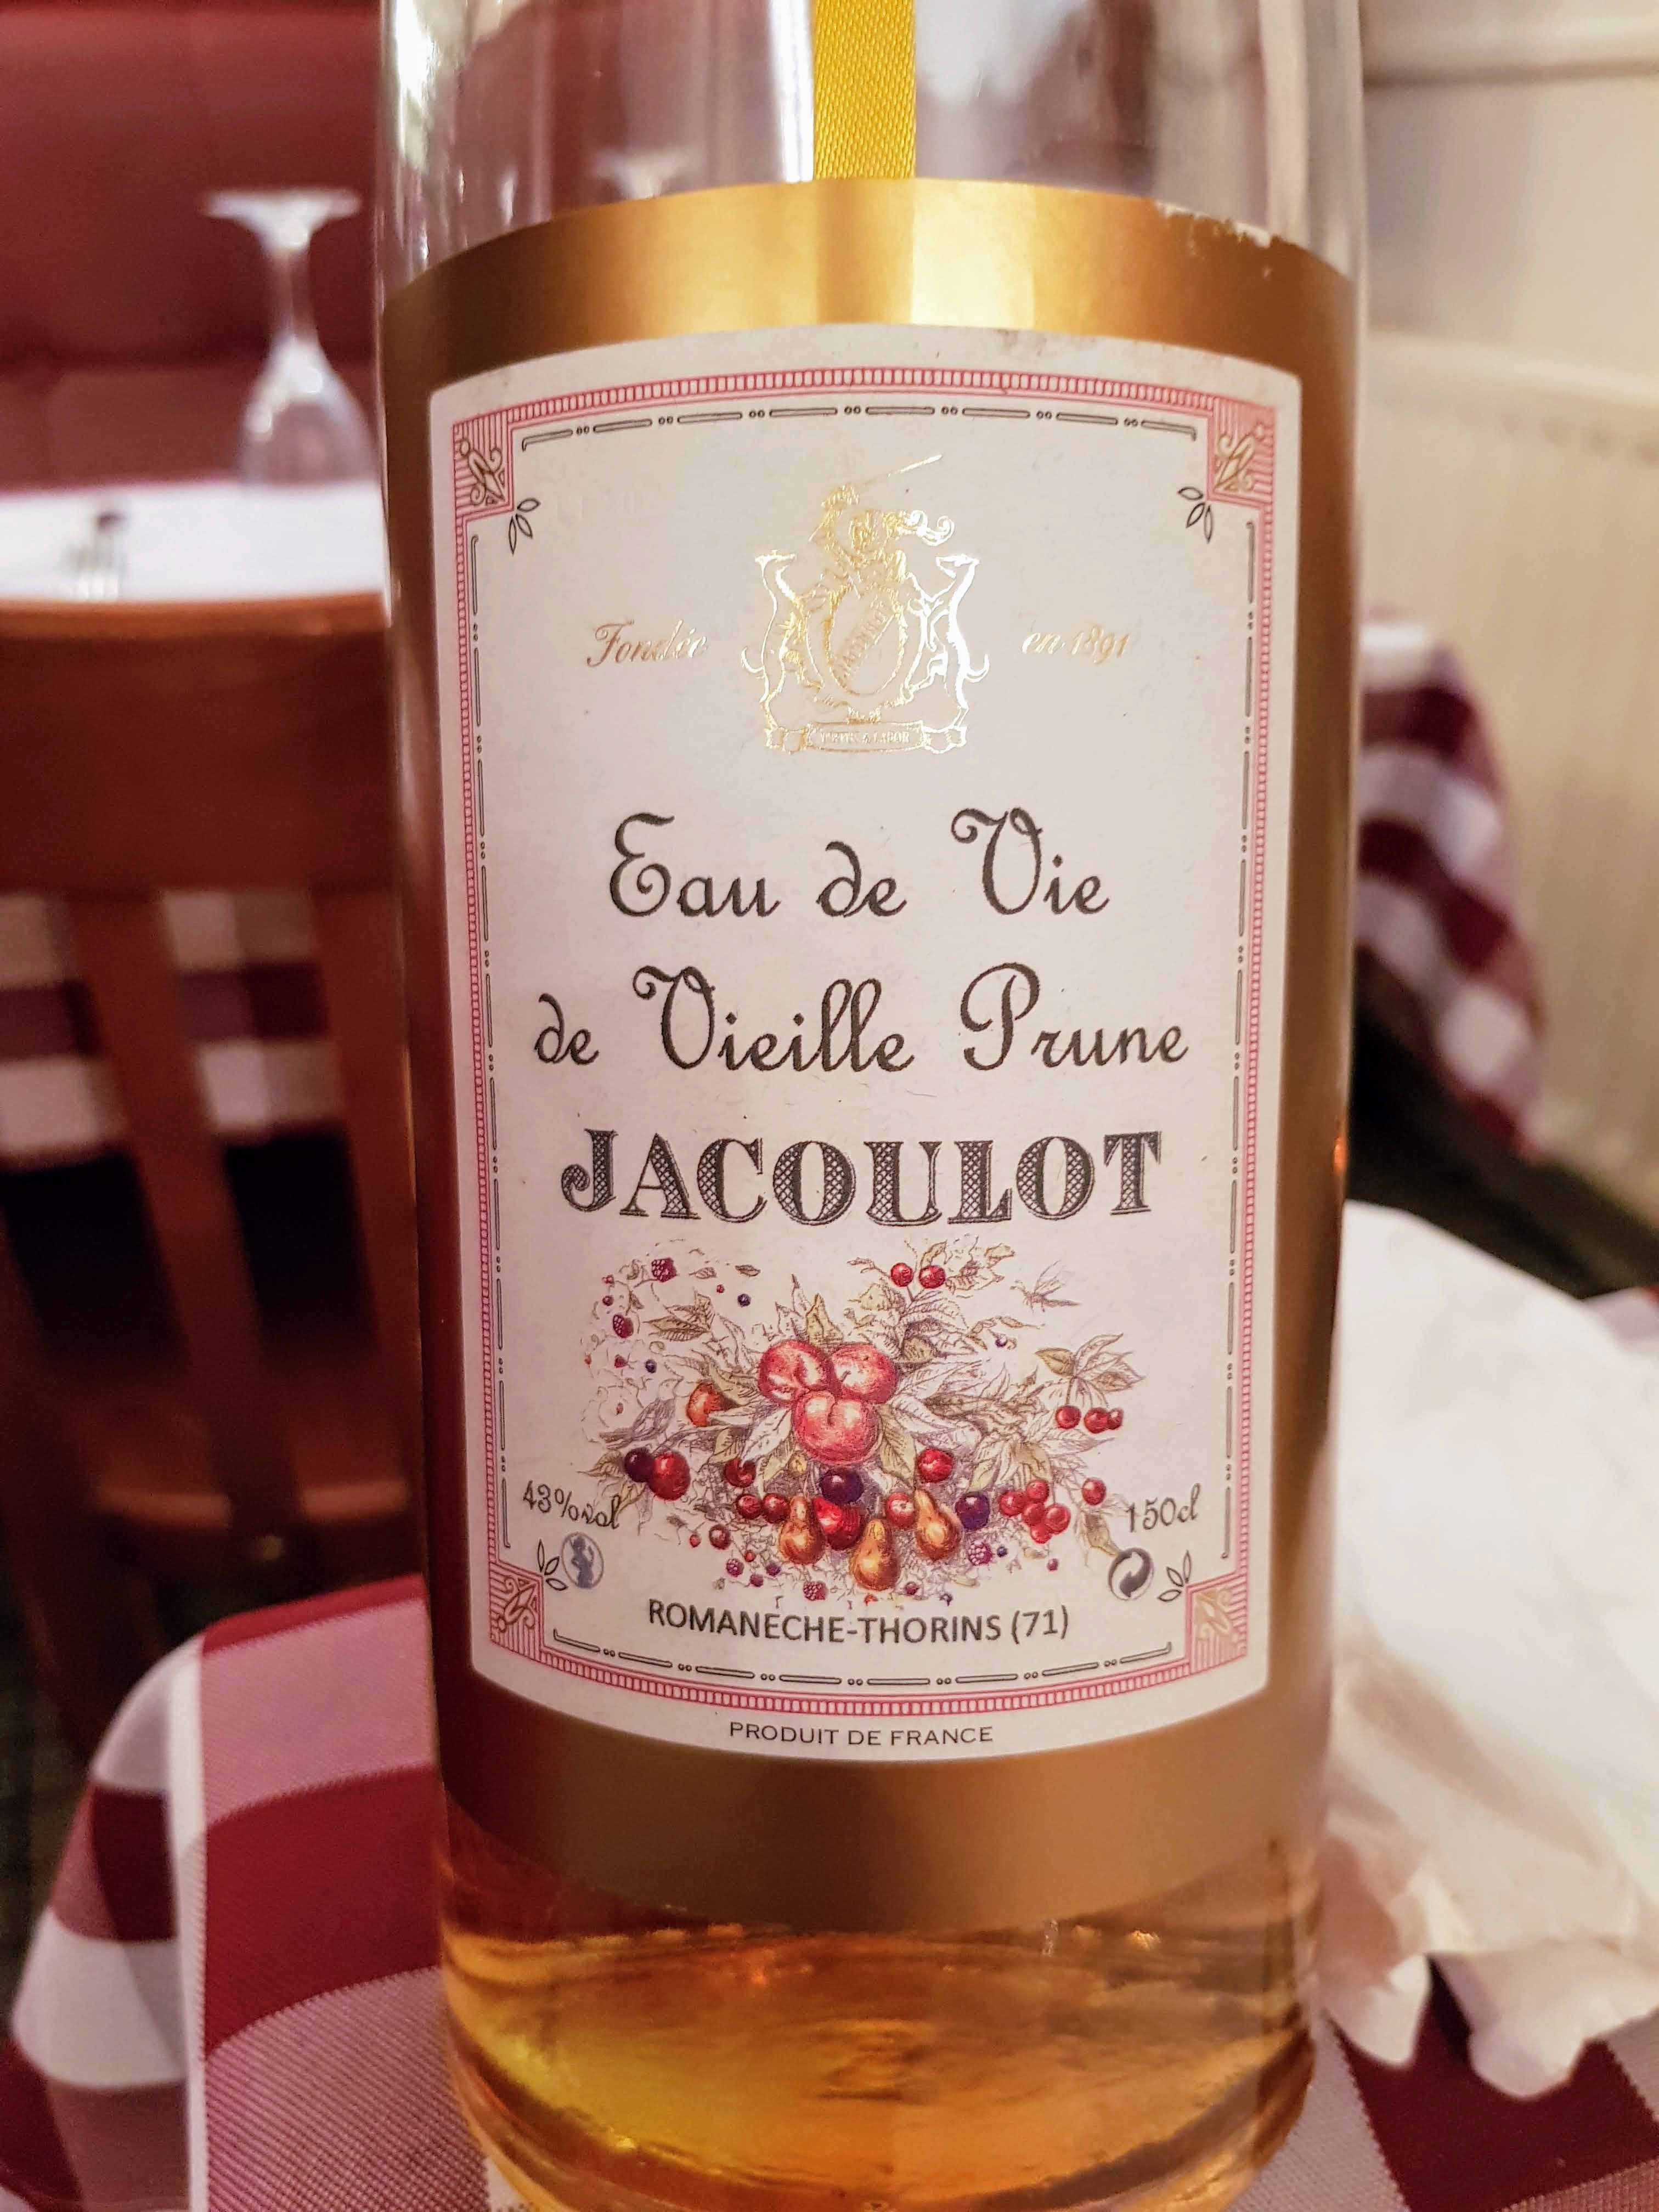 Fondée en 1891
JACOULOT
Eau de Vie
de Vieille Prune
JACOULOT
43%vol 150cl
ROMANECHE-THORINS (71)
PRODUIT DE FRANCE